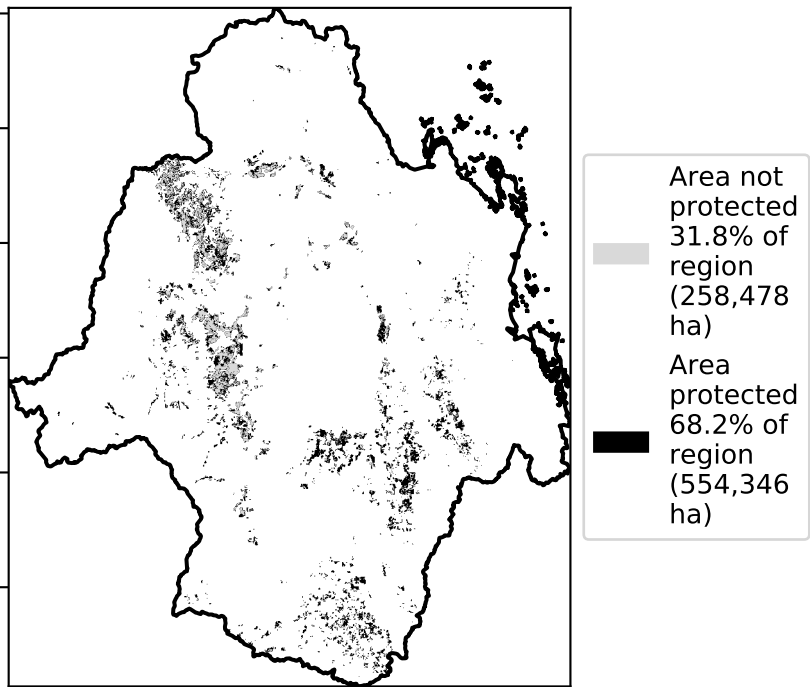 Area not
protected
31.8% of
region
(258,478
ha)
Area
protected
68.2% of
region
(554,346
ha)